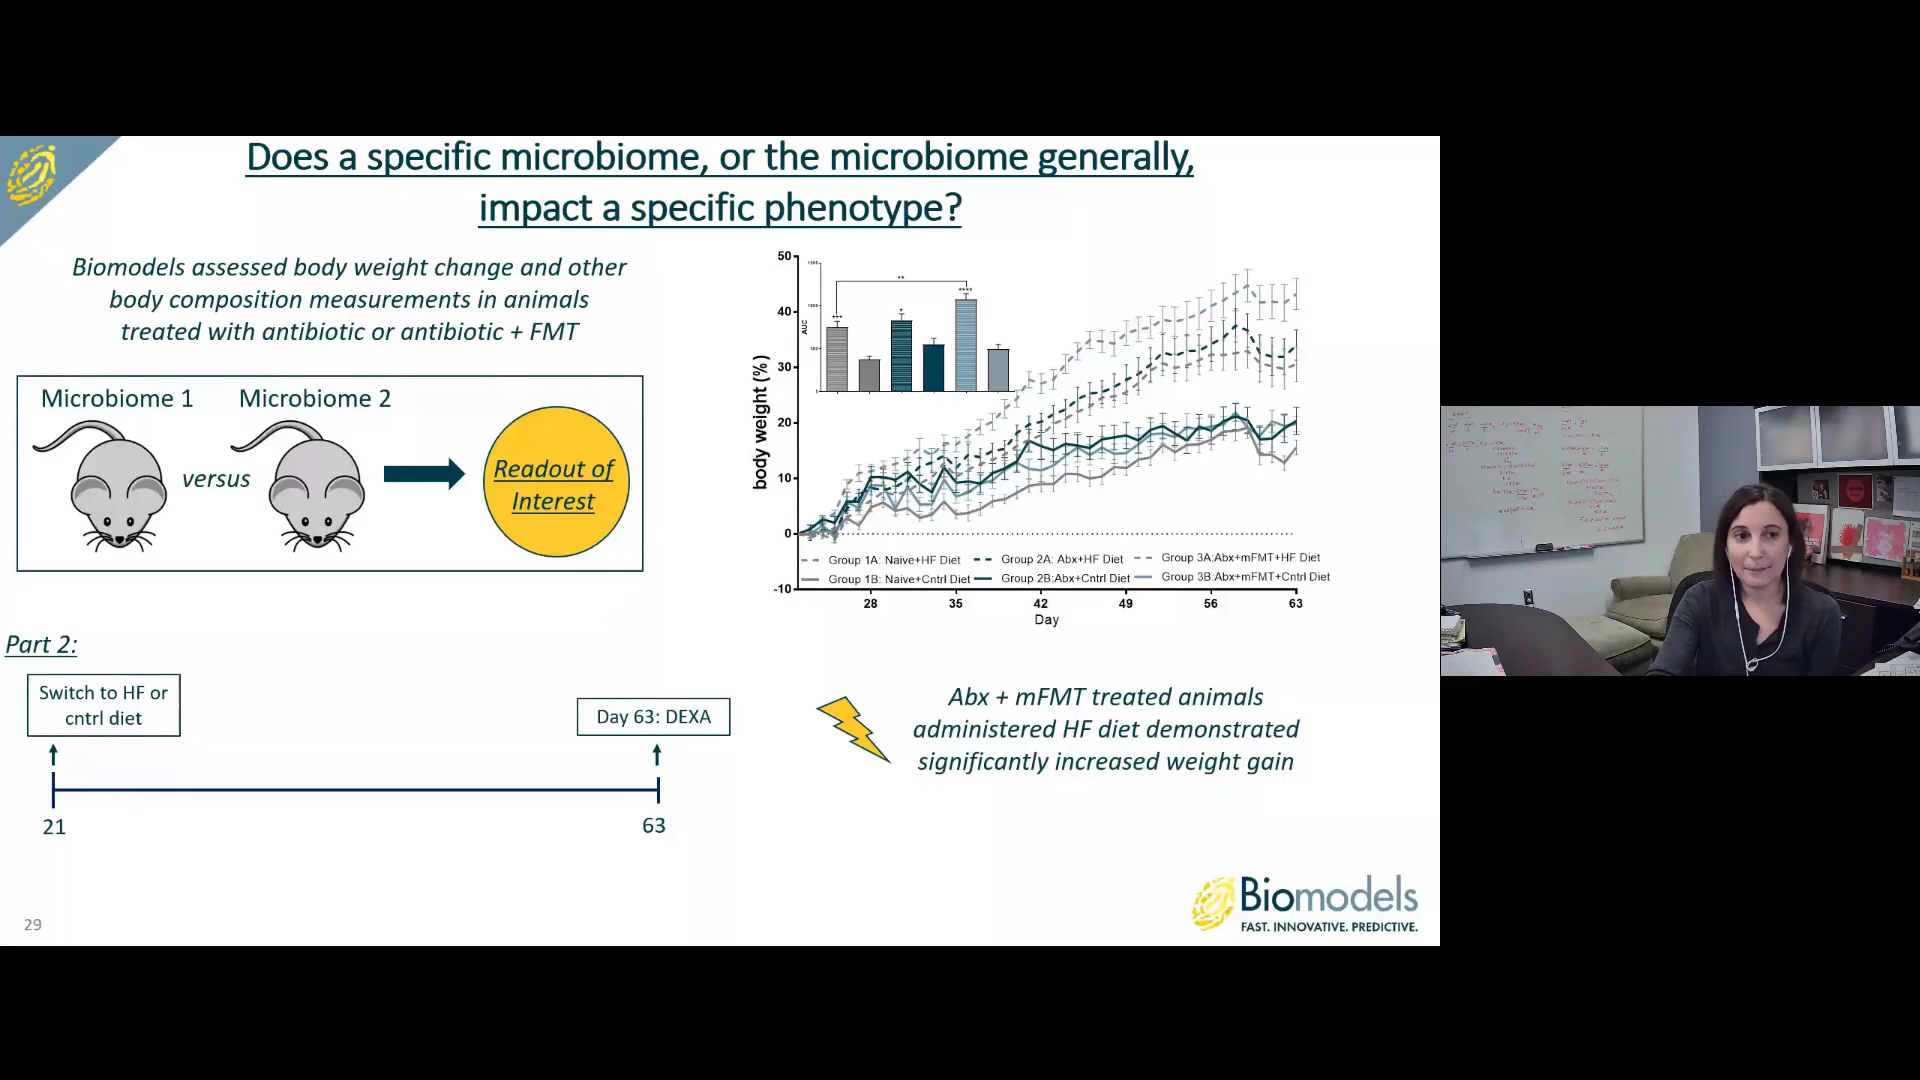 Does a specific microbiome, or the microbiome generally,
impact a specific phenotype?
Biomodels assessed body weight change and other
body composition measurements in animals
treated with antibiotic or antibiotic + FMT
Microbiome 1
Microbiome 2
versus
Readout of
Interest
Part 2:
Switch to HF or
cntrl diet
Day 63: DEXA
21
63
body weight (%)
50
40
30
20
10
0
-10
AUC
**
***
*
****
Group 1A: Naive+HF Diet
Group 2A: Abx+HF Diet
Group 3A:Abx+mFMT+HF Diet
Group 1B: Naive+Cntrl Diet
Group 2B:Abx+Cntrl Diet
Group 3B:Abx+mFMT+Cntrl Diet
28
35
42
49
56
63
Day
Abx + mFMT treated animals
administered HF diet demonstrated
significantly increased weight gain
29
Biomodels
FAST. INNOVATIVE. PREDICTIVE.